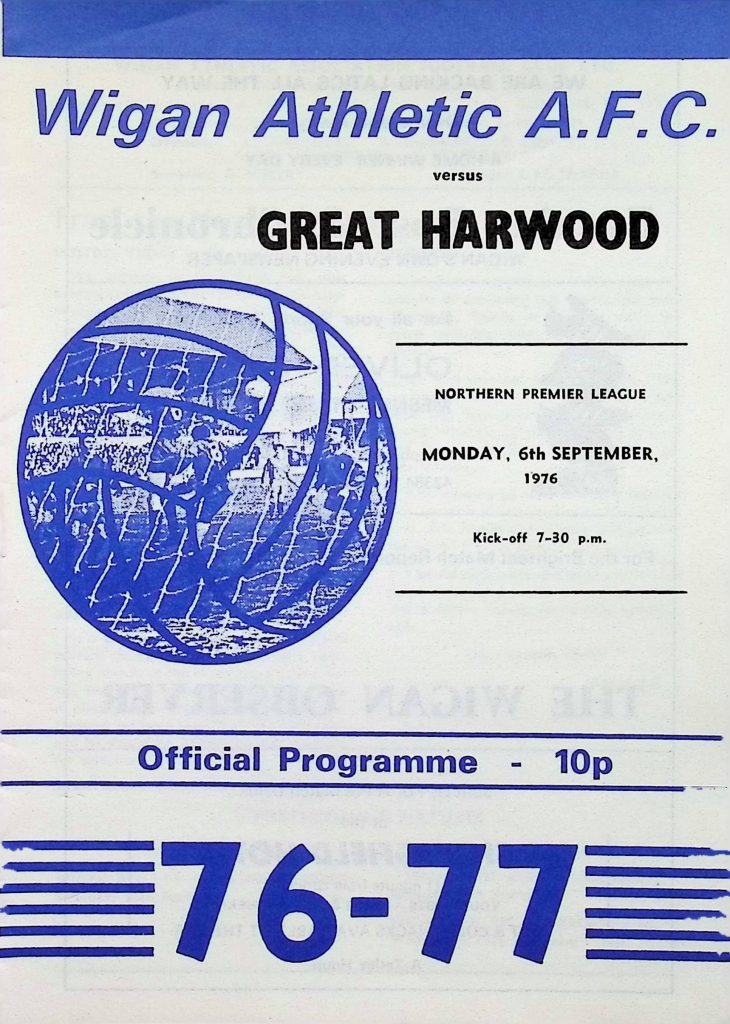 Wigan Athletic A.F.C.
versus
GREAT HARWOOD
NORTHERN PREMIER LEAGUE
MONDAY, 6th SEPTEMBER,
1976
Kick-off 7-30 p.m.
Official Programme - 10p
76-77